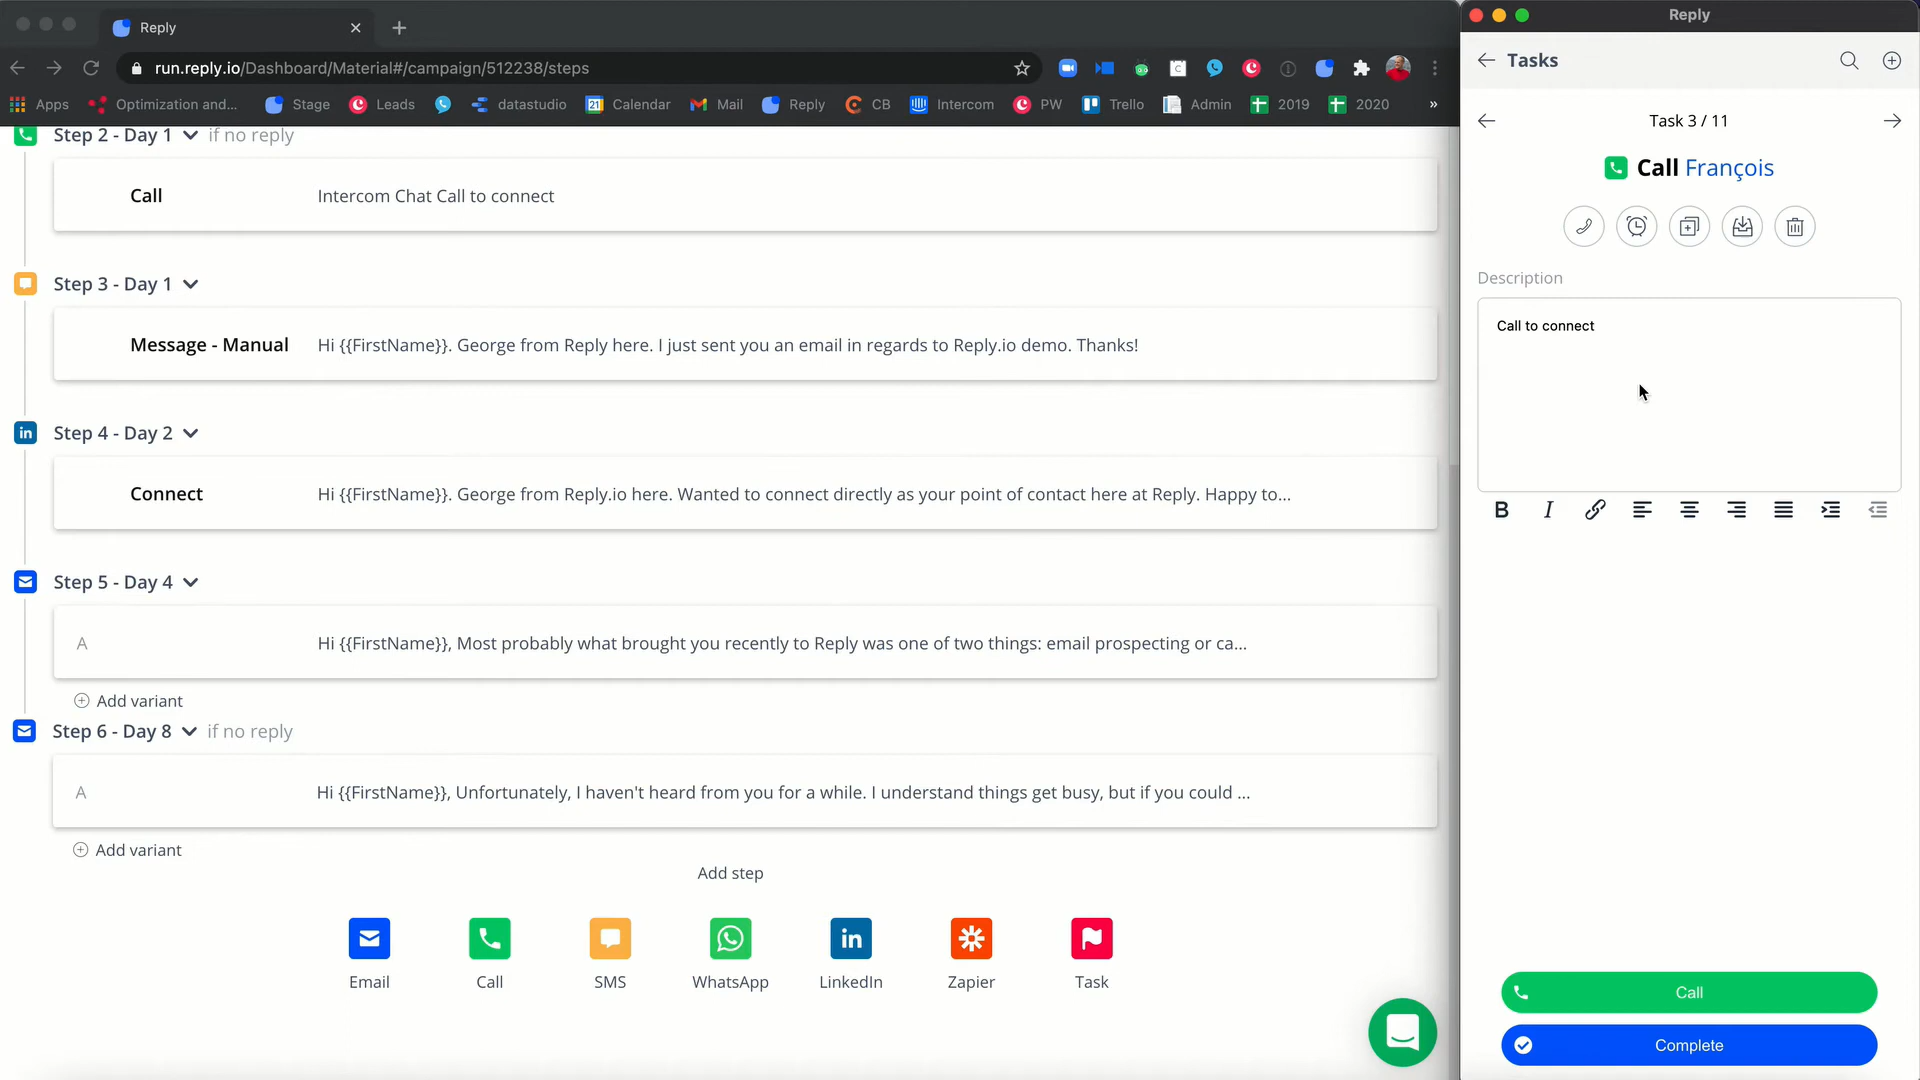 Reply
run.reply.io/Dashboard/Material#/campaign/512238/steps
Apps
Optimization and...
Stage
Leads
datastudio
21
Calendar
Mail
Reply
CB
Intercom
PW
Trello
Admin
2019
2020
»
Step 2 - Day 1 if no reply
Call Intercom Chat Call to connect
Step 3 - Day 1
Message - Manual Hi {{FirstName}}. George from Reply here. I just sent you an email in regards to Reply.io demo. Thanks!
in Step 4 - Day 2
Connect Hi {{FirstName}}. George from Reply.io here. Wanted to connect directly as your point of contact here at Reply. Happy to...
Step 5 - Day 4
A Hi {{FirstName}}, Most probably what brought you recently to Reply was one of two things: email prospecting or ca...
Add variant
Step 6 - Day 8 if no reply
A Hi {{FirstName}}, Unfortunately, I haven't heard from you for a while. I understand things get busy, but if you could ...
Add variant
Add step
in
Email
Call
SMS
WhatsApp
LinkedIn
Zapier
Task
Reply
Tasks
Task 3 / 11
Call François
Description
Call to connect
B I
Call
Complete